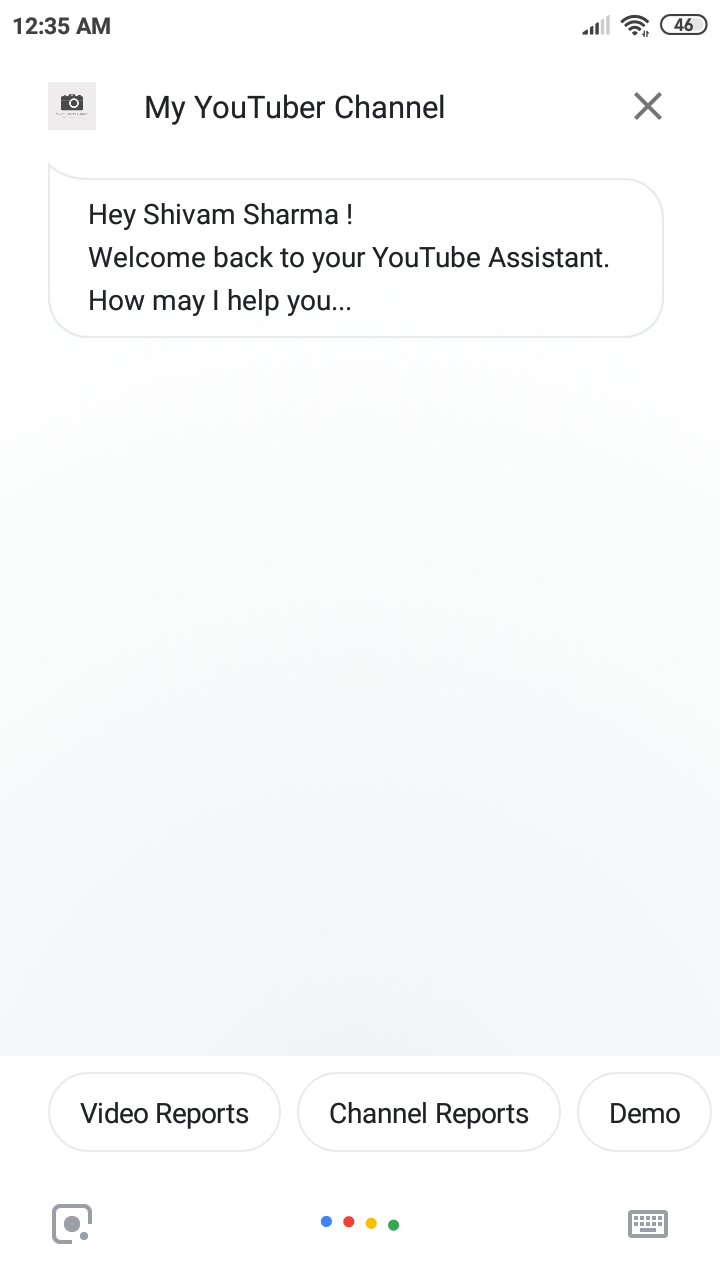 12:35 AM
46
My YouTuber Channel
Hey Shivam Sharma !
Welcome back to your YouTube Assistant.
How may I help you...
Video Reports
Channel Reports
Demo